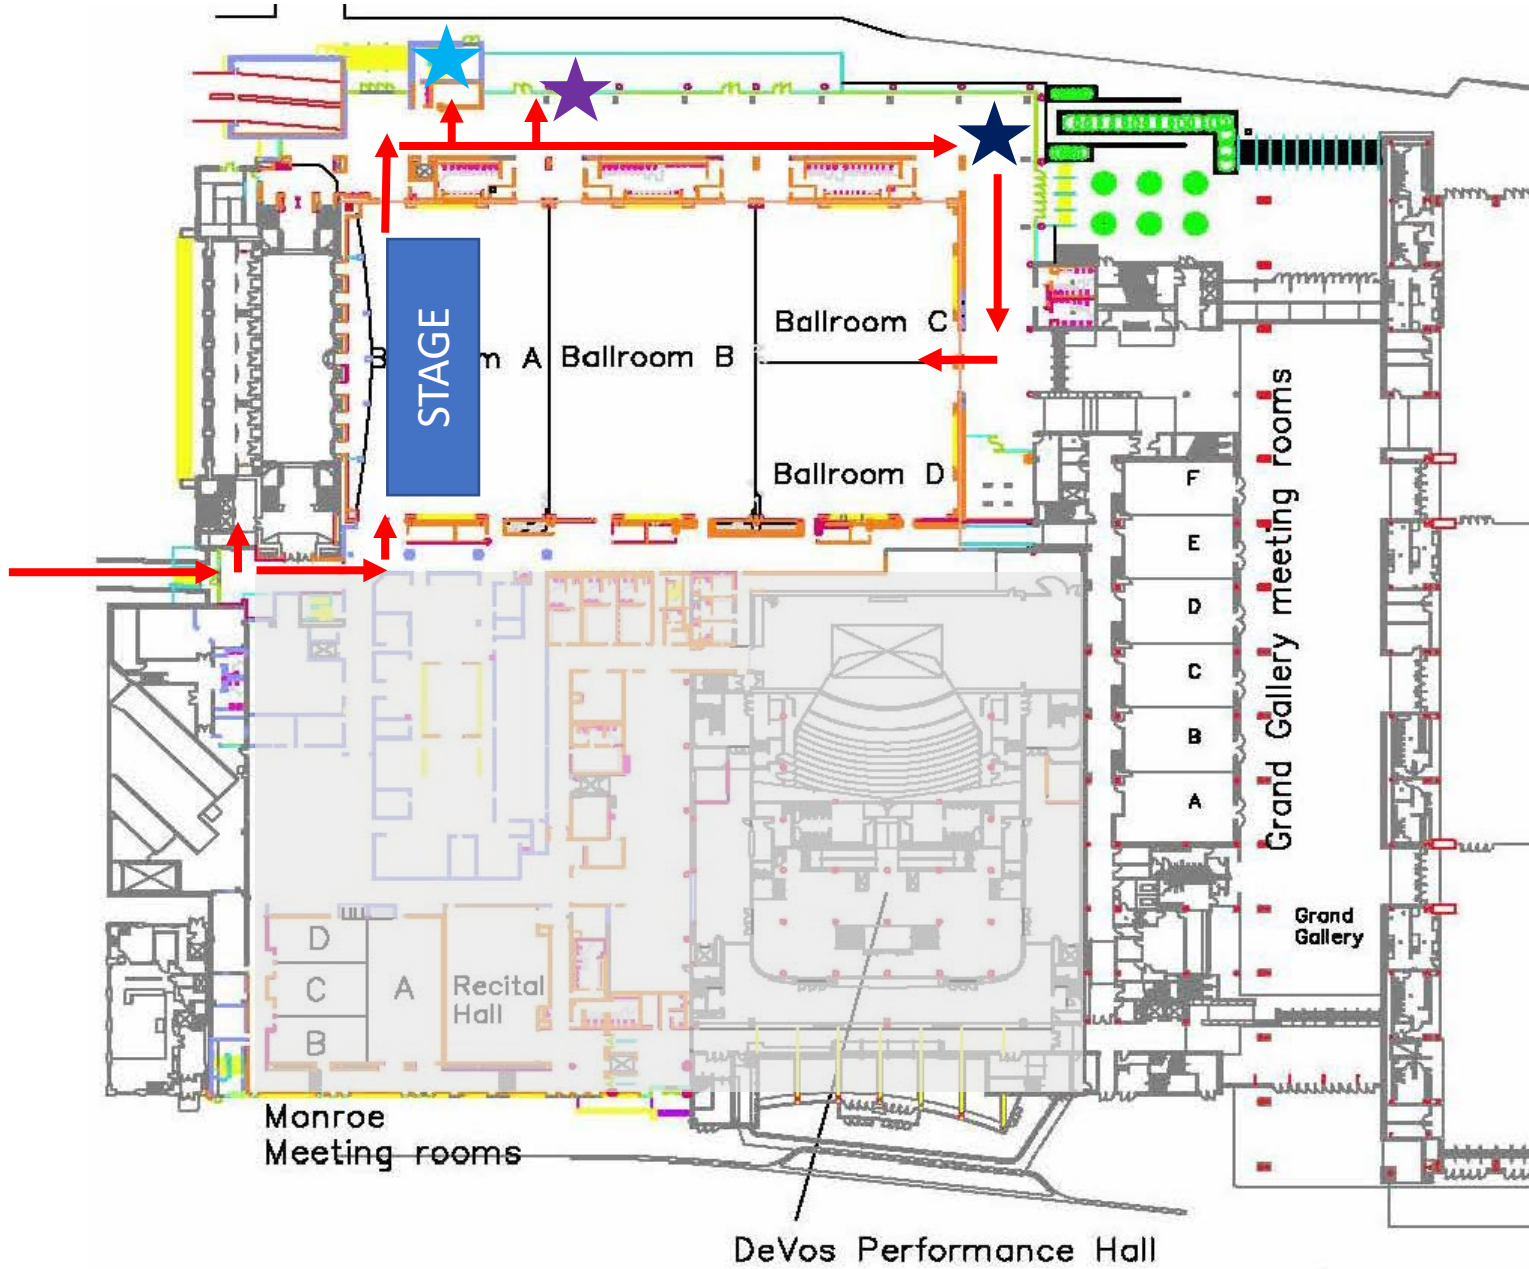 STAGE
B
m A
Ballroom B
Ballroom C
Ballroom D
F
E
D
C
B
A
Grand Gallery meeting rooms
Grand
Gallery
D
C
B
A
Recital
Hall
Monroe
Meeting rooms
DeVos Performance Hall